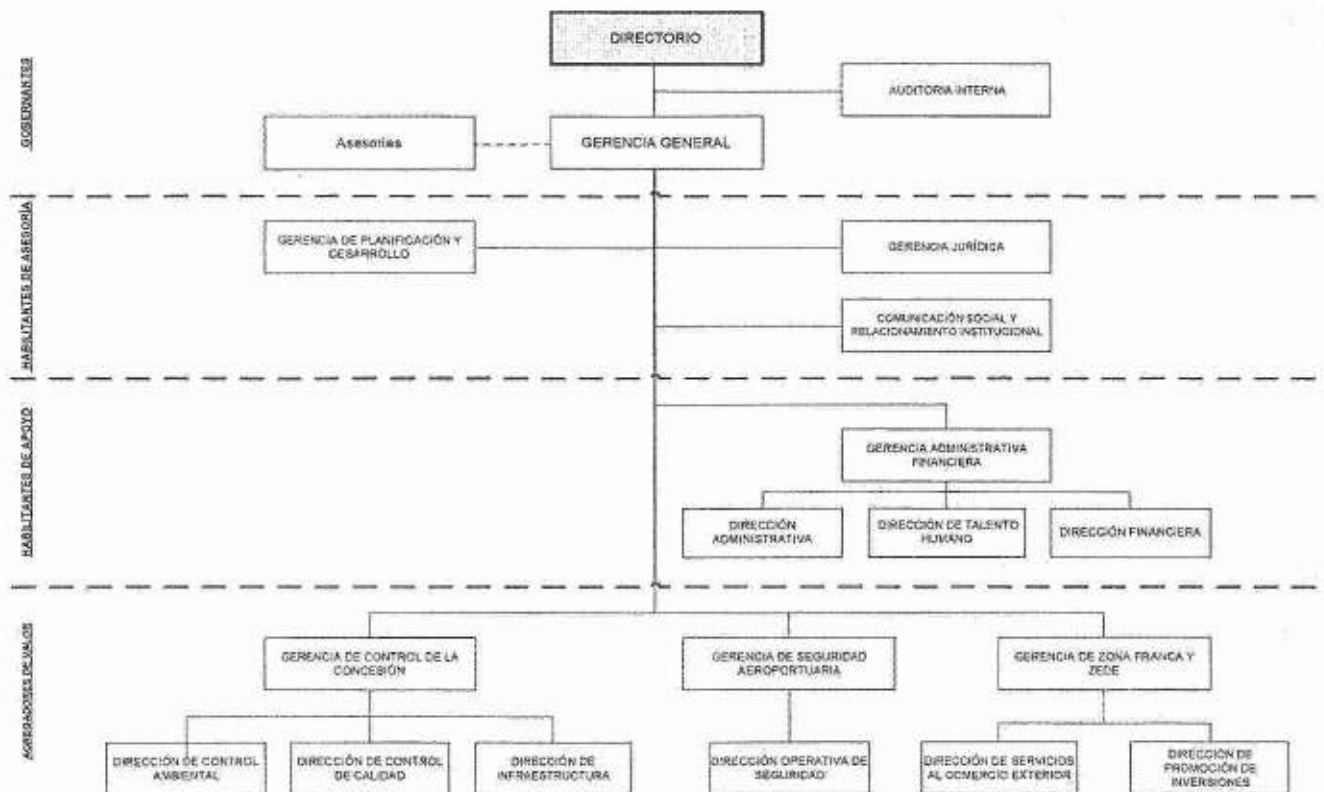 DIRECTORIO
AUDITORIA INTERNA
Asesorías
GERENCIA GENERAL
GOBERNANTES
GERENCIA DE PLANIFICACIÓN Y
DESARROLLO
GERENCIA JURÍDICA
COMUNICACIÓN SOCIAL Y
RELACIONAMIENTO INSTITUCIONAL
HABILITANTES DE ASESORÍA
GERENCIA ADMINISTRATIVA
FINANCIERA
DIRECCIÓN
ADMINISTRATIVA
DIRECCIÓN DE TALENTO
HUMANO
DIRECCIÓN FINANCIERA
HABILITANTES DE APOYO
GERENCIA DE CONTROL DE LA
CONCESIÓN
GERENCIA DE SEGURIDAD
AEROPORTUARIA
GERENCIA DE ZONA FRANCA Y
ZEDE
DIRECCIÓN DE CONTROL
AMBIENTAL
DIRECCIÓN DE CONTROL
DE CALIDAD
DIRECCIÓN DE
INFRAESTRUCTURA
DIRECCIÓN OPERATIVA DE
SEGURIDAD
DIRECCIÓN DE SERVICIOS
AL COMERCIO EXTERIOR
DIRECCIÓN DE
PROMOCIÓN DE
INVERSIONES
AGREGADORES DE VALOR